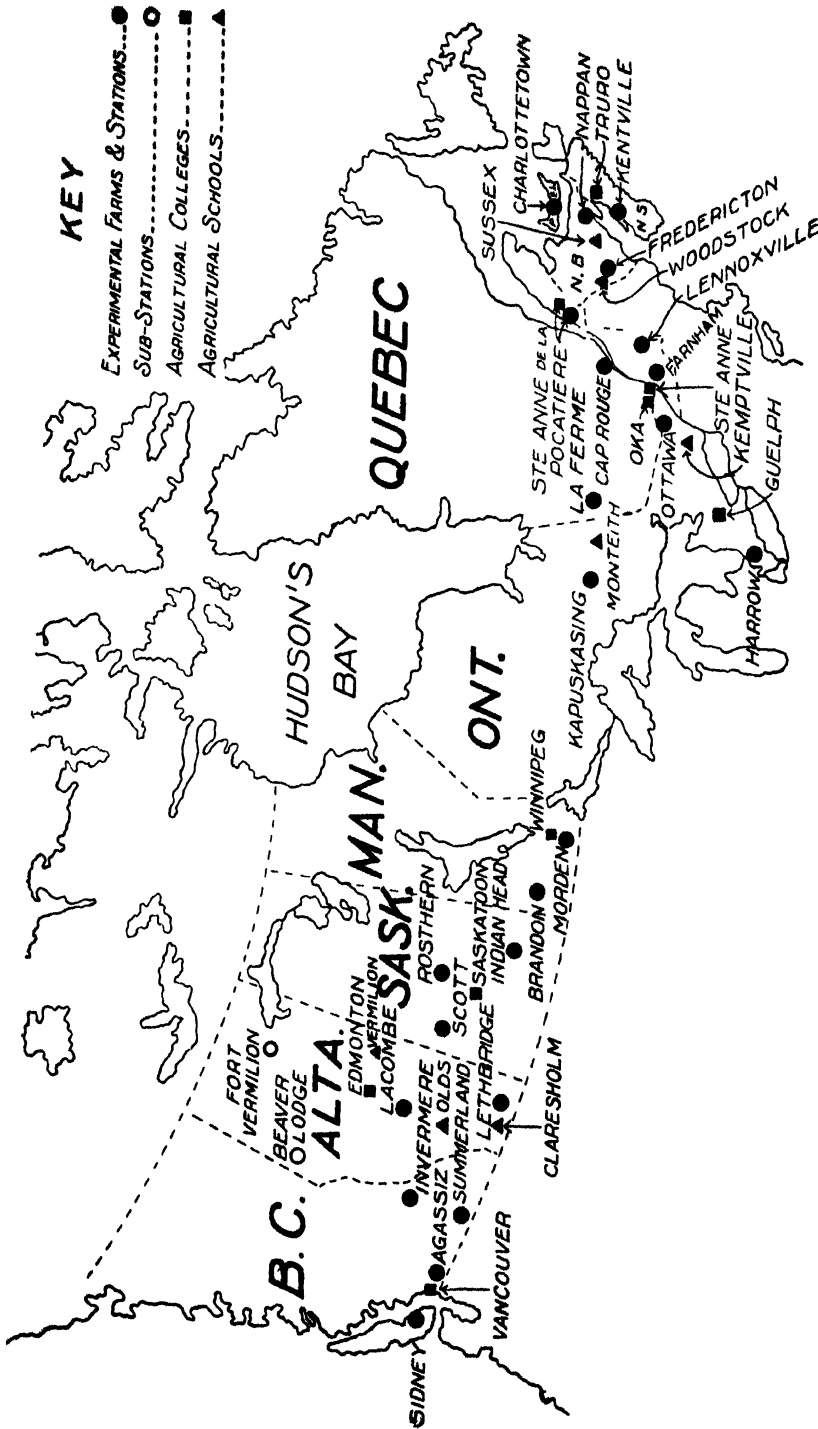 KEY
EXPERIMENTAL FARMS & STATIONS
SUB-STATIONS
AGRICULTURAL COLLEGES
AGRICULTURAL SCHOOLS
HUDSON'S
BAY
QUEBEC
ONT.
MAN.
SASK.
ALTA.
B.C.
N.B
N S
FORT
VERMILION
BEAVER
LODGE
EDMONTON
VERMILION
LACOMBE
INVERMERE
OLDS
AGASSIZ
SUMMERLAND
LETHBRIDGE
CLARESHOLM
VANCOUVER
SIDNEY
ROSTHERN
SCOTT
SASKATOON
INDIAN HEAD
BRANDON
MORDEN
WINNIPEG
KAPUSKASING
MONTEITH
LA FERME
CAP ROUGE
STE ANNE DE LA
POCATIERE
OKA
OTTAWA
FARNHAM
STE ANNE
KEMPTVILLE
GUELPH
HARROW
SUSSEX
CHARLOTTETOWN
NAPPAN
TRURO
KENTVILLE
FREDERICTON
WOODSTOCK
LENNOXVILLE